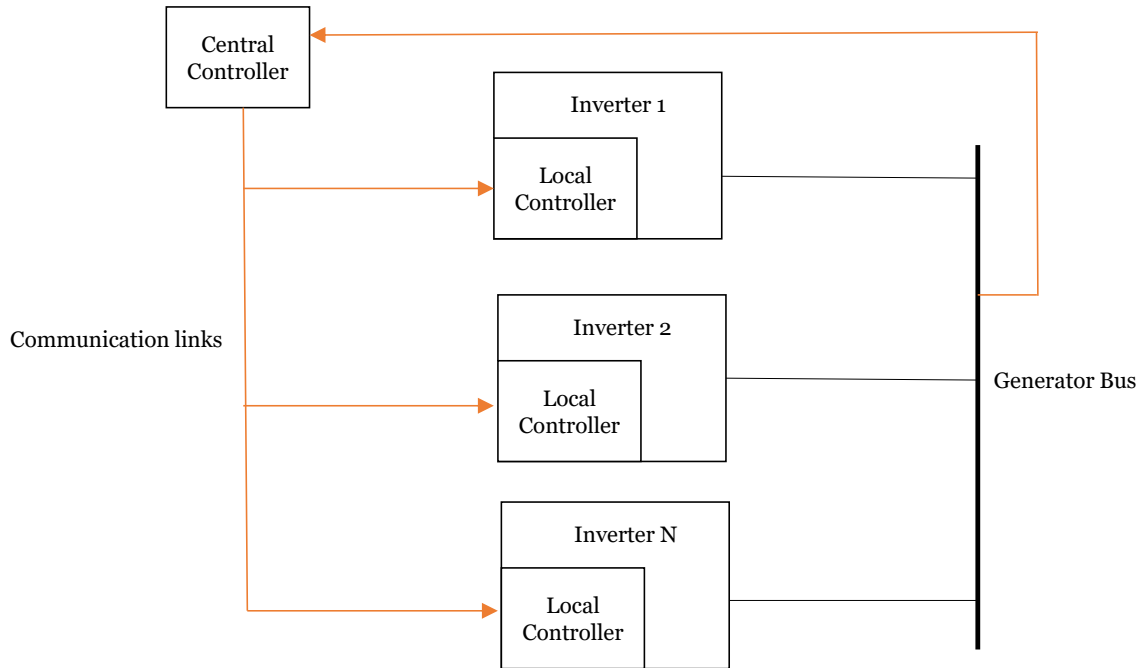 Central
Controller
Inverter 1
Local
Controller
Inverter 2
Communication links
Local
Controller
Generator Bus
Inverter N
Local
Controller